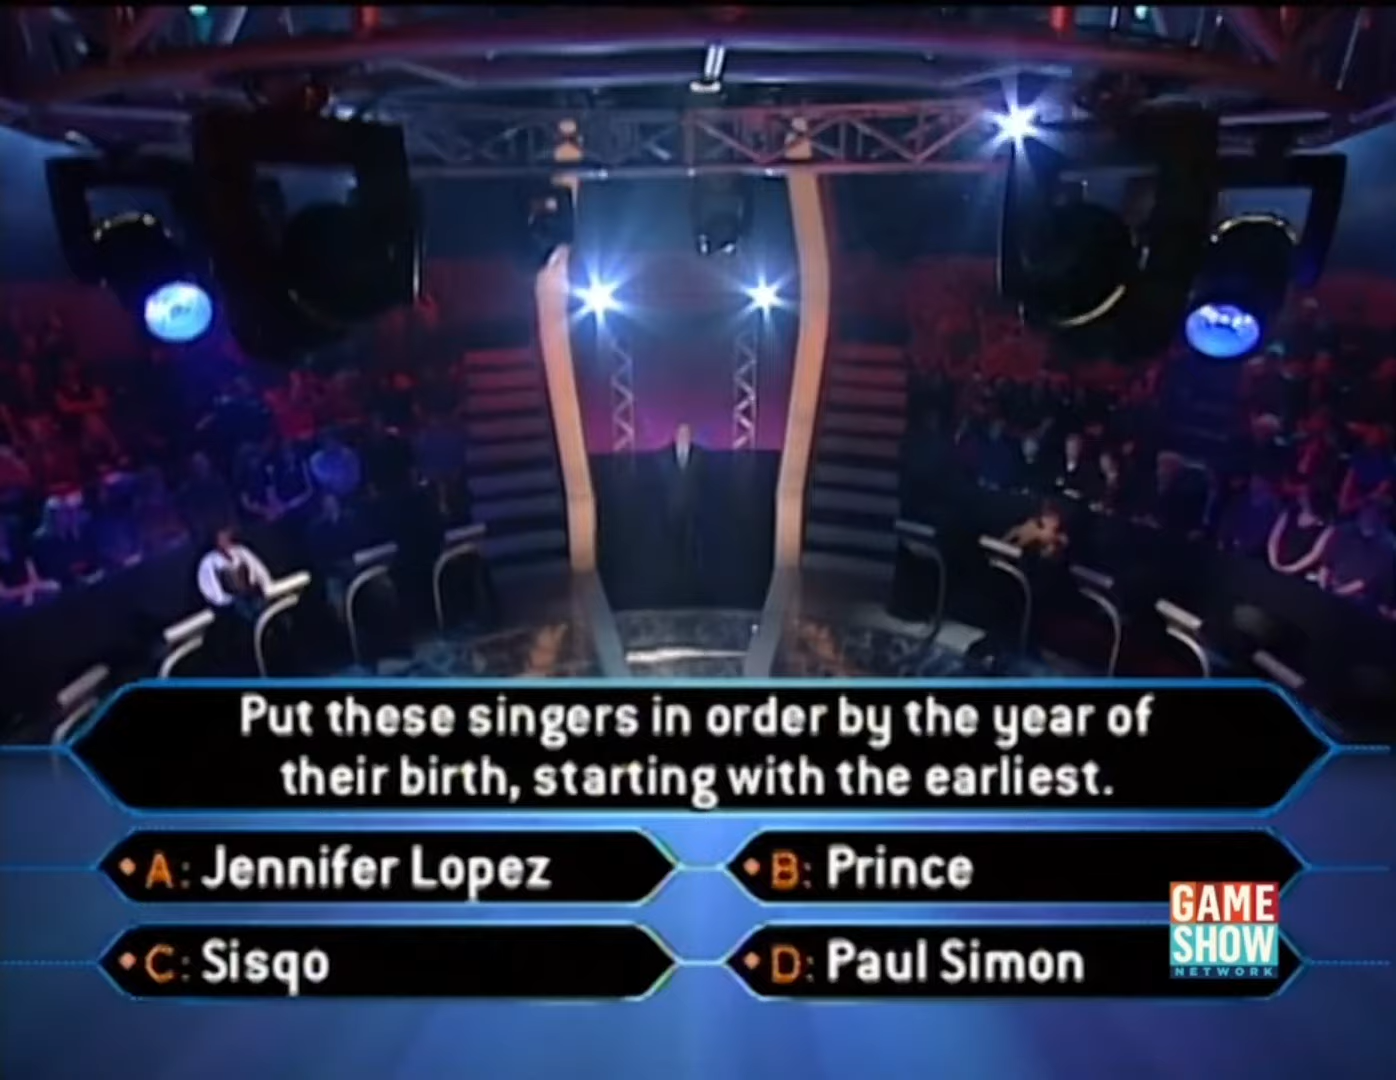 Put these singers in order by the year of
their birth, starting with the earliest.
A: Jennifer Lopez
B: Prince
C: Sisqo
D: Paul Simon
GAME
SHOW
NETWORK